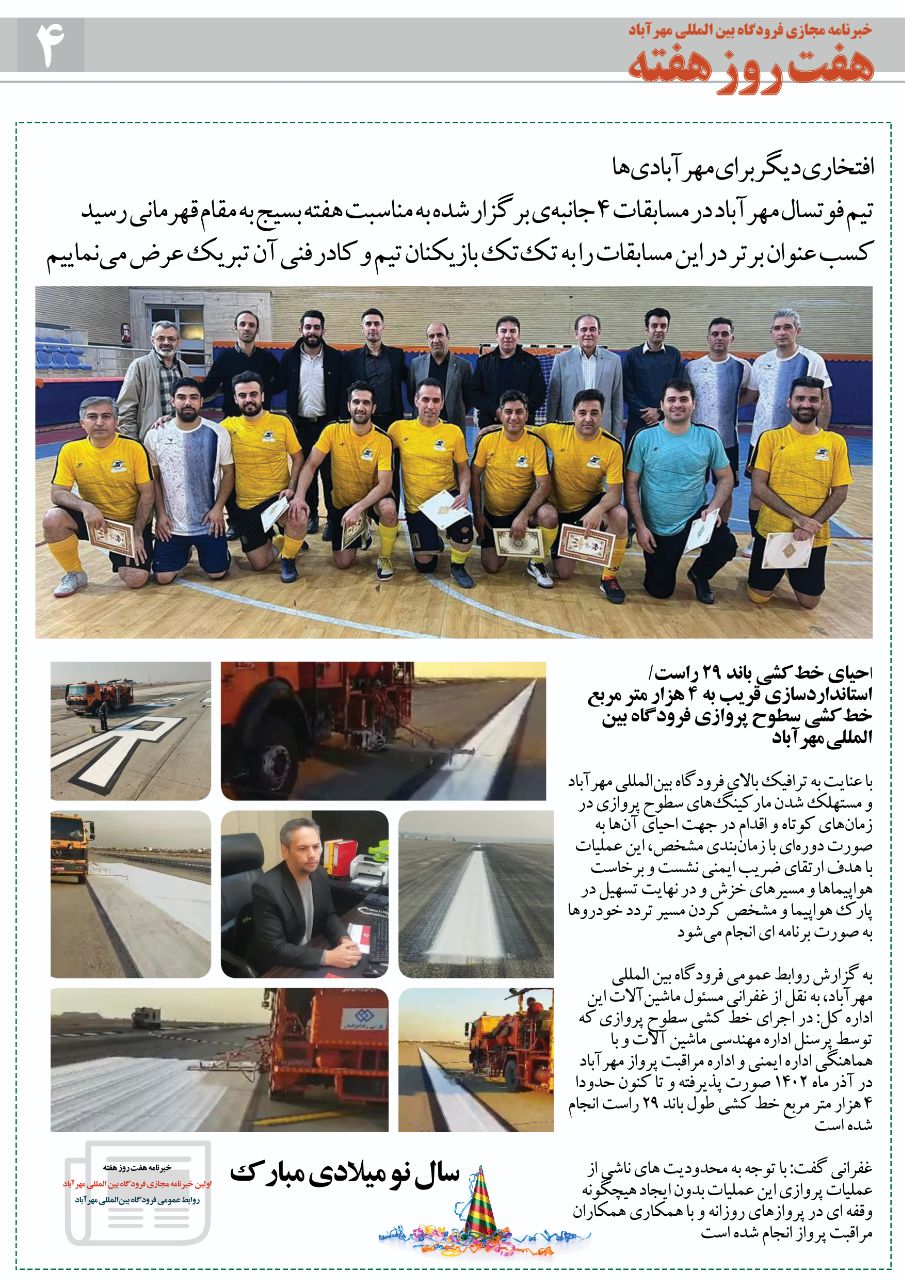 خبرنامه مجازی فرودگاه بین المللی مهرآباد
هفت روز هفته
۴
افتخاری دیگر برای مهرآبادی‌ها
تیم فوتسال مهرآباد در مسابقات ۴ جانبه‌ی برگزار شده به مناسبت هفته بسیج به مقام قهرمانی رسید
کسب عنوان برتر در این مسابقات را به تک‌تک بازیکنان تیم و کادر فنی آن تبریک عرض می‌نماییم
احیای خط کشی باند ۲۹ راست/
استانداردسازی قریب به ۴ هزار متر مربع
خط کشی سطوح پروازی فرودگاه بین
المللی مهرآباد
با عنایت به ترافیک بالای فرودگاه بین‌المللی مهرآباد
و مستهلک شدن مارکینگ‌های سطوح پروازی در
زمان‌های کوتاه و اقدام در جهت احیای آن‌ها به
صورت دوره‌ای با زمان‌بندی مشخص، این عملیات
با هدف ارتقای ضریب ایمنی نشست و برخاست
هواپیماها و مسیرهای خزش و در نهایت تسهیل در
پارک هواپیما و مشخص کردن مسیر تردد خودروها
به صورت برنامه ای انجام می‌شود
به گزارش روابط عمومی فرودگاه بین المللی
مهرآباد، به نقل از غفرانی مسئول ماشین‌آلات این
اداره کل: در اجرای خط کشی سطوح پروازی که
توسط پرسنل اداره مهندسی ماشین آلات و با
هماهنگی اداره ایمنی و اداره مراقبت پرواز مهرآباد
در آذر ماه ۱۴۰۲ صورت پذیرفته و تا کنون حدودا
۴ هزار متر مربع خط کشی طول باند ۲۹ راست انجام
شده است
غفرانی گفت: با توجه به محدودیت های ناشی از
عملیات پروازی این عملیات بدون ایجاد هیچگونه
وقفه ای در پروازهای روزانه و با همکاری همکاران
مراقبت پرواز انجام شده است
R
سال نو میلادی مبارک
خبرنامه هفت روز هفته
اولین خبرنامه مجازی فرودگاه بین المللی مهرآباد
روابط عمومی فرودگاه بین‌المللی مهرآباد